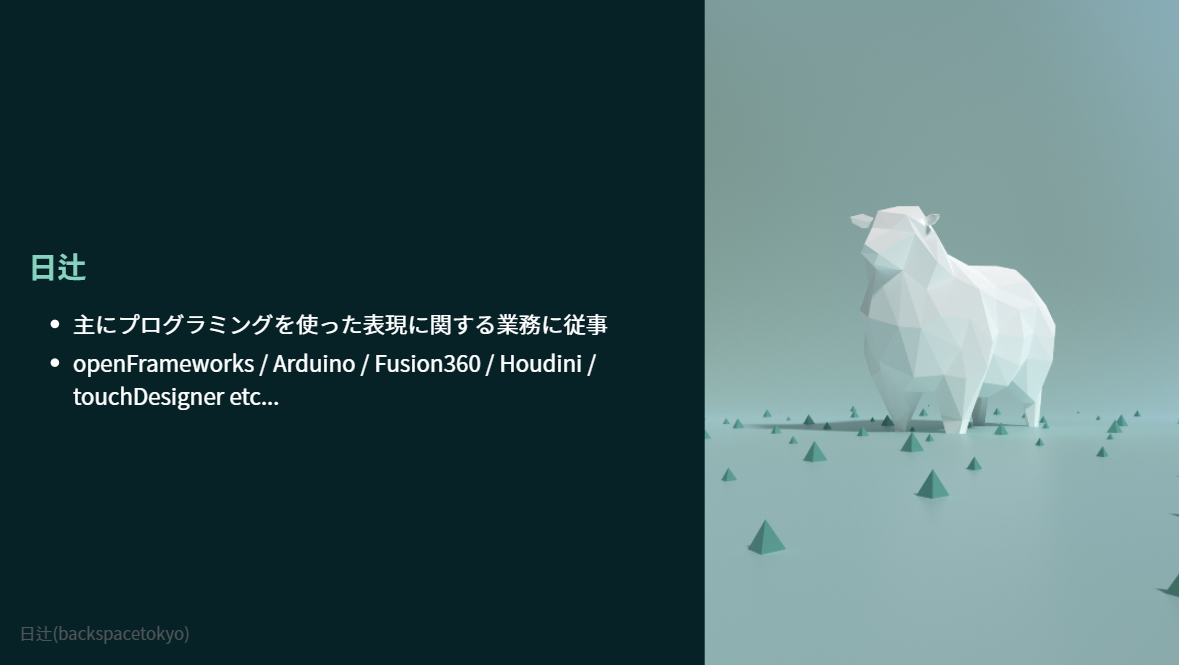 日辻
主にプログラミングを使った表現に関する業務に従事
openFrameworks / Arduino / Fusion360 / Houdini /
touchDesigner etc...
日辻(backspacetokyo)